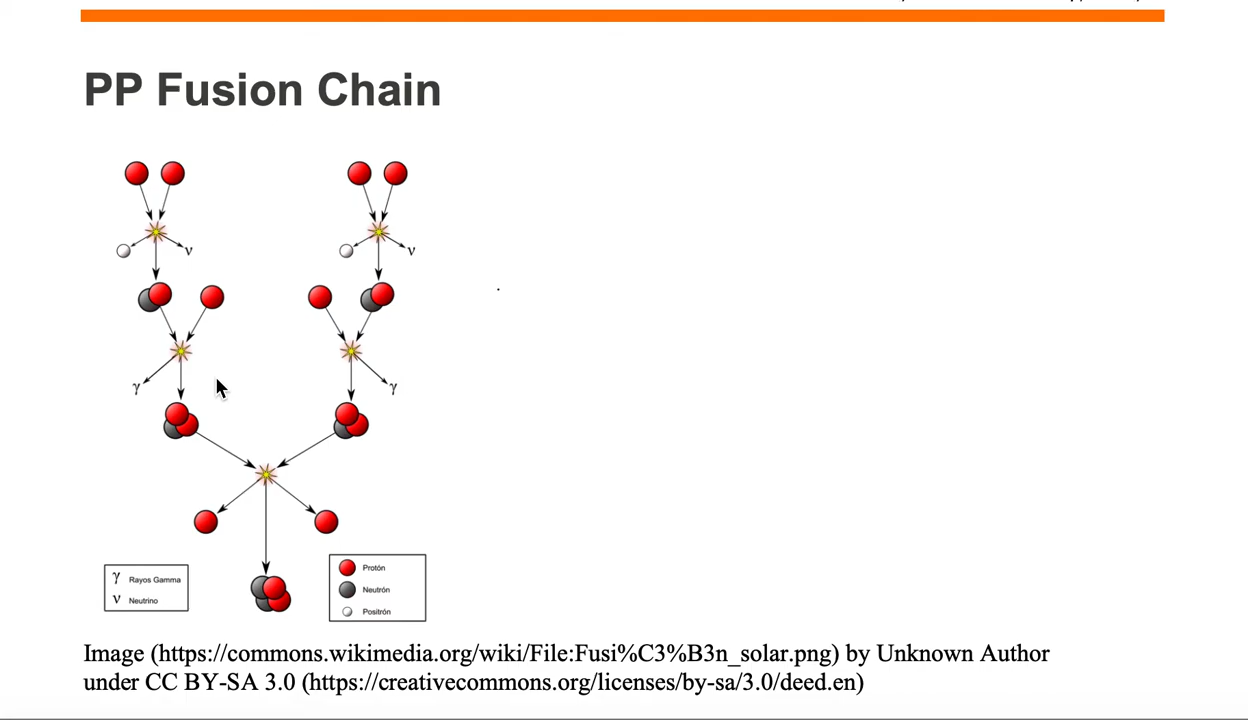 PP Fusion Chain
ν
ν
γ
γ
γ Rayos Gamma
ν Neutrino
Protón
Neutrón
Positrón
Image (https://commons.wikimedia.org/wiki/File:Fusi%C3%B3n_solar.png) by Unknown Author
under CC BY-SA 3.0 (https://creativecommons.org/licenses/by-sa/3.0/deed.en)